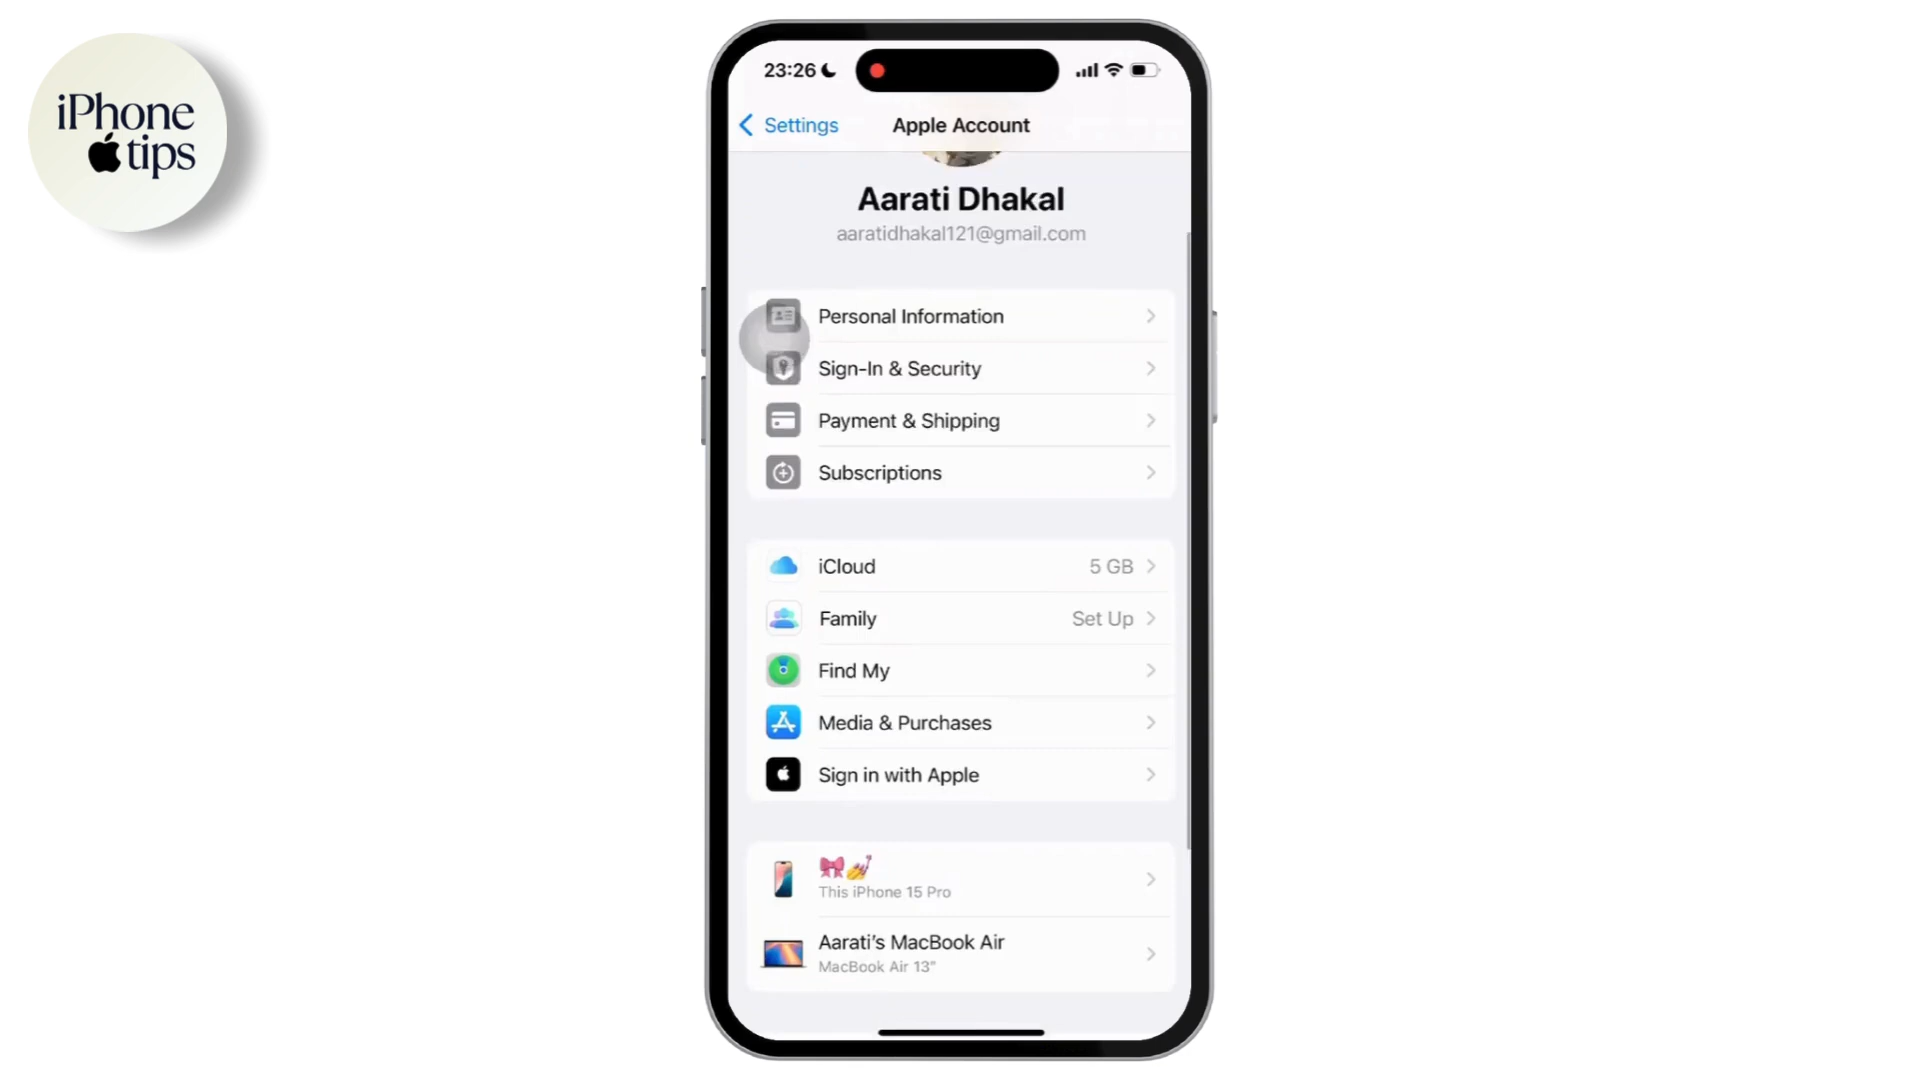 iPhone
tips
23:26
Settings
Apple Account
Aarati Dhakal
aaratidhakal121@gmail.com
Personal Information
Sign-In & Security
Payment & Shipping
Subscriptions
iCloud 5 GB
Family Set Up
Find My
Media & Purchases
Sign in with Apple
🎀💅
This iPhone 15 Pro
Aarati's MacBook Air
MacBook Air 13"